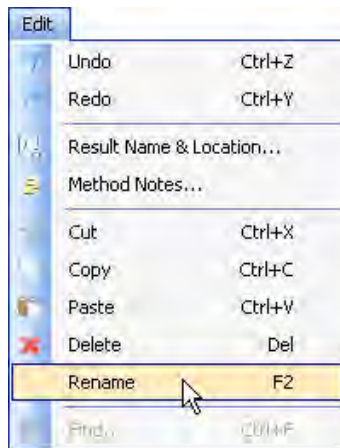 Edit
Undo Ctrl+Z
Redo Ctrl+Y
Result Name & Location...
Method Notes...
Cut Ctrl+X
Copy Ctrl+C
Paste Ctrl+V
Delete Del
Rename F2
Find... Ctrl+F